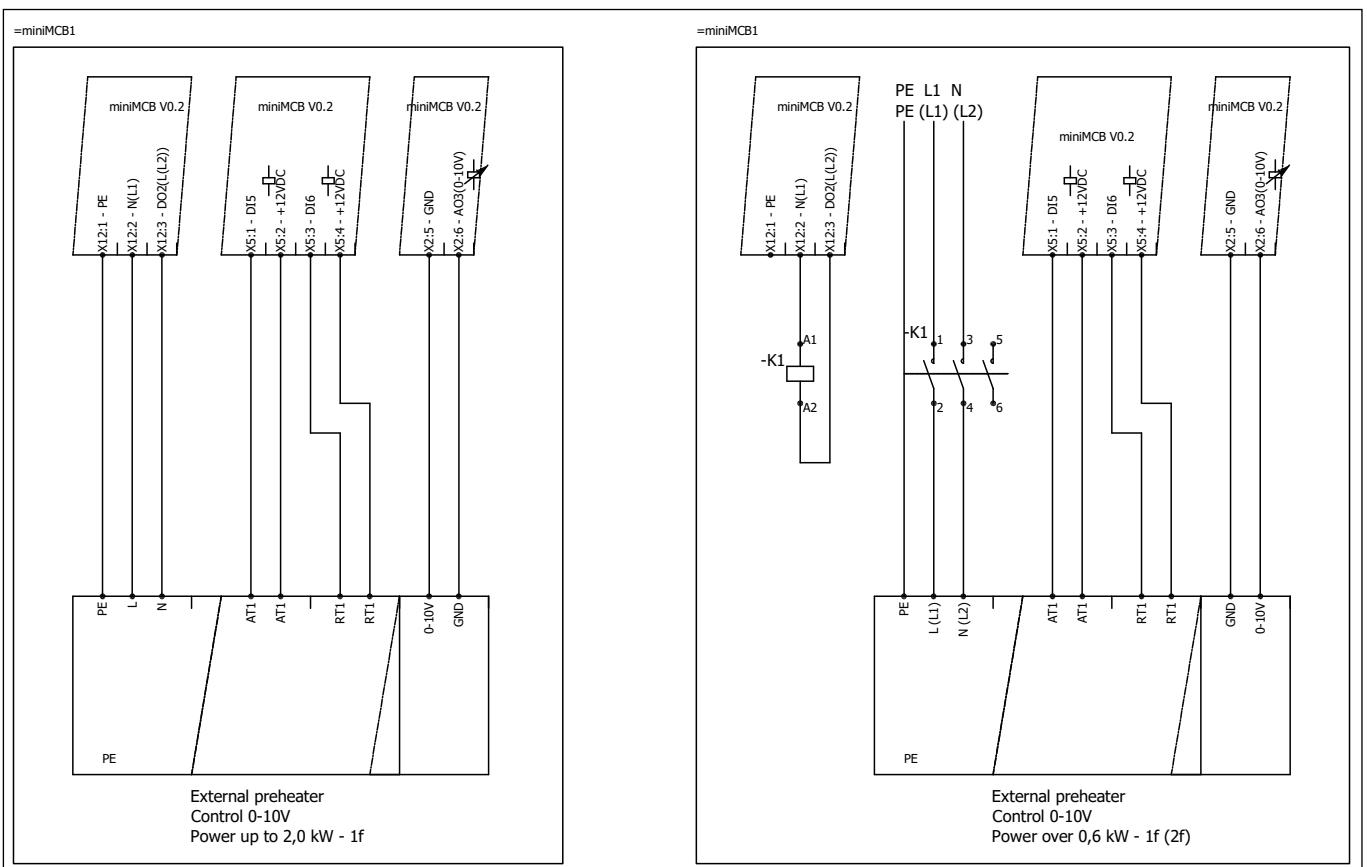 =miniMCB1
miniMCB V0.2
miniMCB V0.2
miniMCB V0.2
X12:1 - PE
X12:2 - N(L1)
X12:3 - DO2(L(L2))
X5:1 - DI5
X5:2 - +12VDC
X5:3 - DI6
X5:4 - +12VDC
X2:5 - GND
X2:6 - AO3(0-10V)
PE
L
N
AT1
AT1
RT1
RT1
0-10V
GND
PE
External preheater
Control 0-10V
Power up to 2,0 kW - 1f
=miniMCB1
miniMCB V0.2
PE L1 N
PE (L1) (L2)
miniMCB V0.2
miniMCB V0.2
X12:1 - PE
X12:2 - N(L1)
X12:3 - DO2(L(L2))
X5:1 - DI5
X5:2 - +12VDC
X5:3 - DI6
X5:4 - +12VDC
X2:5 - GND
X2:6 - AO3(0-10V)
-K1
A1
A2
-K1
1
3
5
2
4
6
PE
L (L1)
N (L2)
AT1
AT1
RT1
RT1
GND
0-10V
PE
External preheater
Control 0-10V
Power over 0,6 kW - 1f (2f)